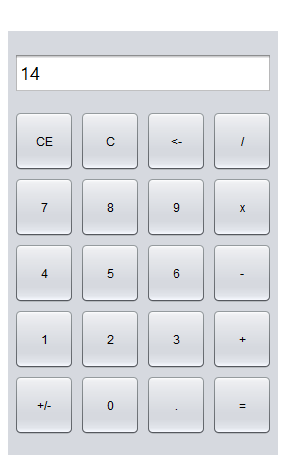 14
CE C <- /
7 8 9 x
4 5 6 -
1 2 3 +
+/- 0 . =